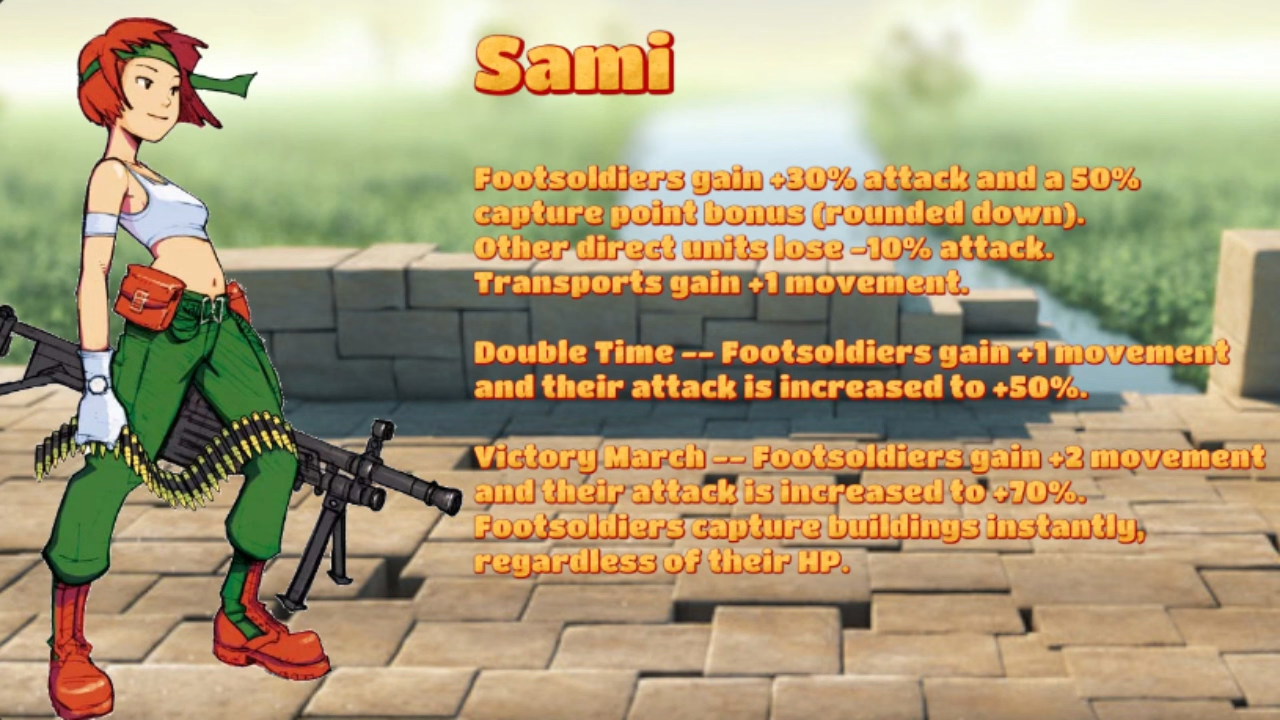 Sami
Footsoldiers gain +30% attack and a 50%
capture point bonus (rounded down).
Other direct units lose -10% attack.
Transports gain +1 movement.
Double Time -- Footsoldiers gain +1 movement
and their attack is increased to +50%.
Victory March -- Footsoldiers gain +2 movement
and their attack is increased to +70%.
Footsoldiers capture buildings instantly,
regardless of their HP.